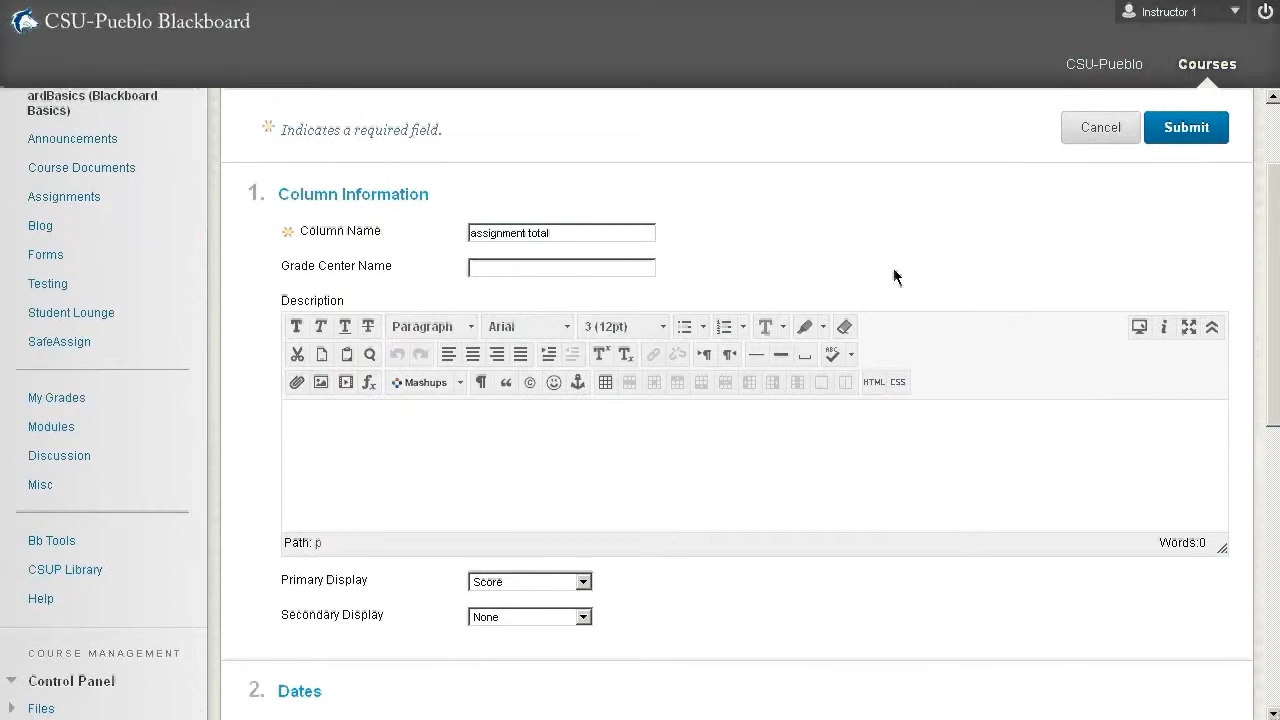 CSU-Pueblo Blackboard
Instructor 1
CSU-Pueblo
Courses
ardBasics (Blackboard
Basics)
Announcements
Course Documents
Assignments
Blog
Forms
Testing
Student Lounge
SafeAssign
My Grades
Modules
Discussion
Misc
Bb Tools
CSUP Library
Help
COURSE MANAGEMENT
Control Panel
Files
Indicates a required field.
Cancel
Submit
1. Column Information
Column Name
assignment total
Grade Center Name
Description
T T T T Paragraph Arial 3 (12pt) T
ABC
fx Mashups HTML CSS
Path: p
Words:0
Primary Display
Score
Secondary Display
None
2. Dates